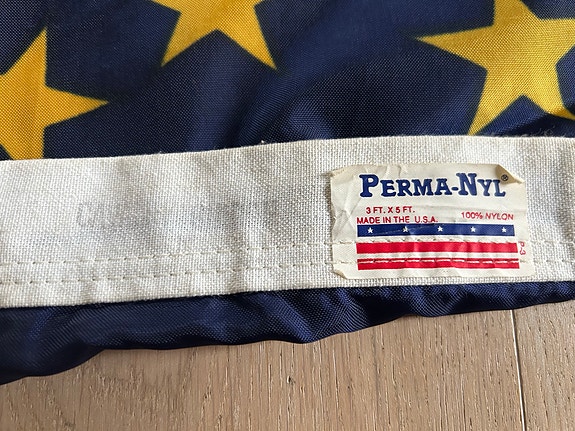 PERMA-NYL®
3 FT. X 5 FT.
100% NYLON
MADE IN THE U.S.A.
P-3